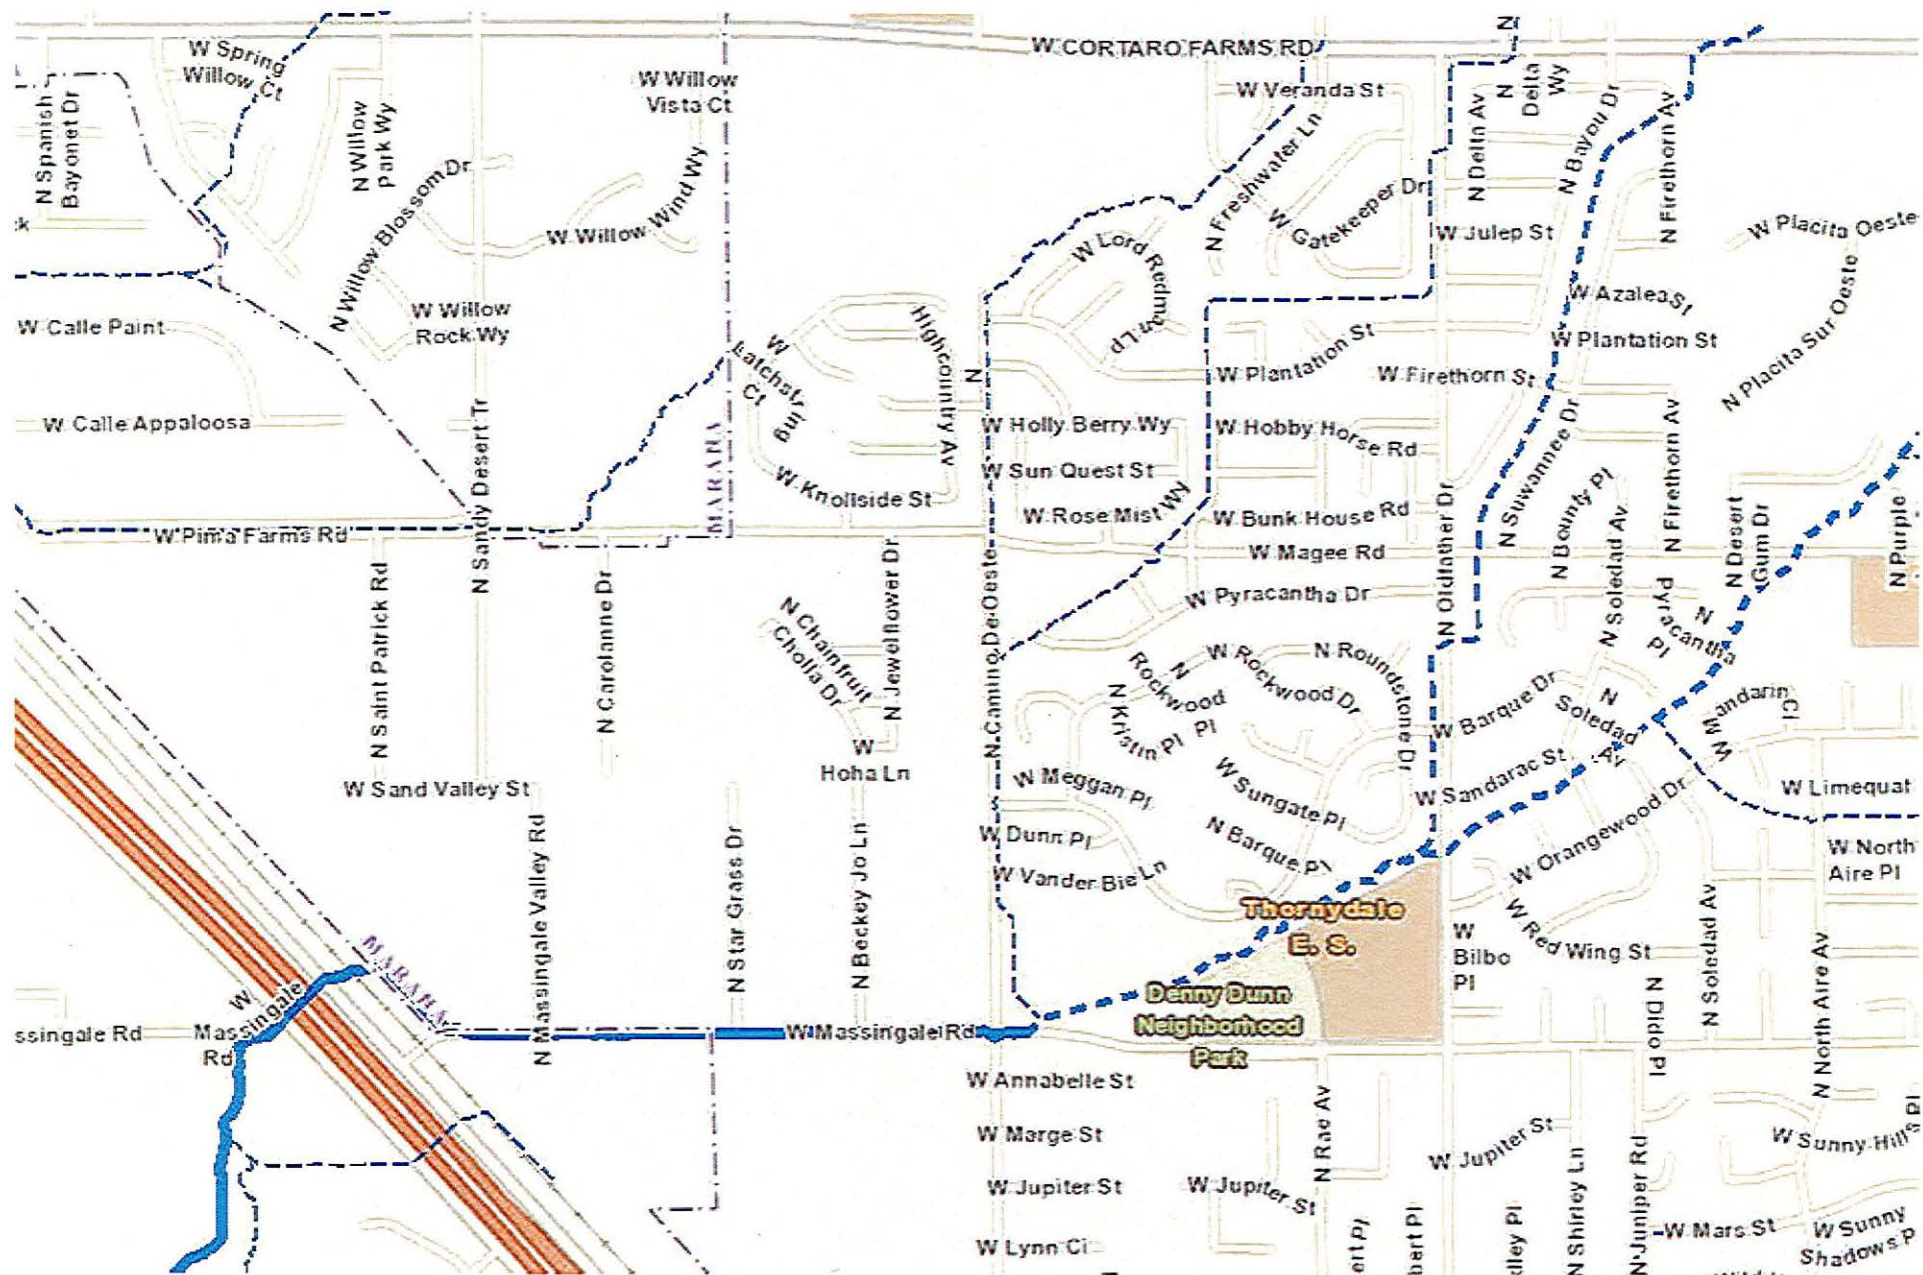 W CORTARO FARMS RD
W Spring
Willow Ct
N Spanish
Bayonet Dr
N Willow
Park Wy
W Willow
Vista Ct
W Veranda St
N
N
Delta
Wy
N Delta Av
N Bayou Dr
N Firethorn Av
N Willow Blossom Dr
W Willow Wind Wy
N Freshwater Ln
W Gatekeeper Dr
W Julep St
W Placita Oeste
W Lord Redman Lp
W Azalea St
W Plantation St
N Placita Sur Oeste
W Calle Paint
W Willow
Rock Wy
W
Latchstring
Ct
N
Highcountry Av
W Plantation St
W Firethorn St
W Calle Appaloosa
N Sandy Desert Tr
MARANA
W Holly Berry Wy
W Hobby Horse Rd
N Suwannee Dr
N Firethorn Av
W Sun Quest St
W Knollside St
W Rose Mist Wy
W Bunk House Rd
N Oldfather Dr
N Bounty Pl
N Soledad Av
N Desert
Gum Dr
N Purple
W Pima Farms Rd
W Magee Rd
N Saint Patrick Rd
N Carolanne Dr
N Chainfruit
Cholla Dr
N Jewelflower Dr
N Camino De Oeste
W Pyracantha Dr
N
Pyracantha
Pl
N
Rockwood
Pl
W Rockwood Dr
N Roundstone Dr
N Kristin Pl
W Barque Dr
N
Soledad
Av
W Mandarin Cl
W
Hoha Ln
W Sand Valley St
W Meggan Pl
W Sungate Pl
W Sandarac St
W Limequat
N Massingale Valley Rd
N Star Grass Dr
N Beckey Jo Ln
W Dunn Pl
N Barque Pl
W Orangewood Dr
W North
Aire Pl
W Vander Bie Ln
Thornydale
E. S.
W
Bilbo
Pl
W Red Wing St
N Soledad Av
N North Aire Av
N Dido Pl
MARANA
Denny Dunn
Neighborhood
Park
ssingale Rd
W
Massingale
Rd
W Massingale Rd
W Annabelle St
W Marge St
N Rae Av
W Jupiter St
W Sunny Hills Pl
W Jupiter St
W Jupiter St
N Shirley Ln
N Juniper Rd
W Mars St
W Sunny
Shadows P
W Lynn Ci
ert Pl
bert Pl
lley Pl